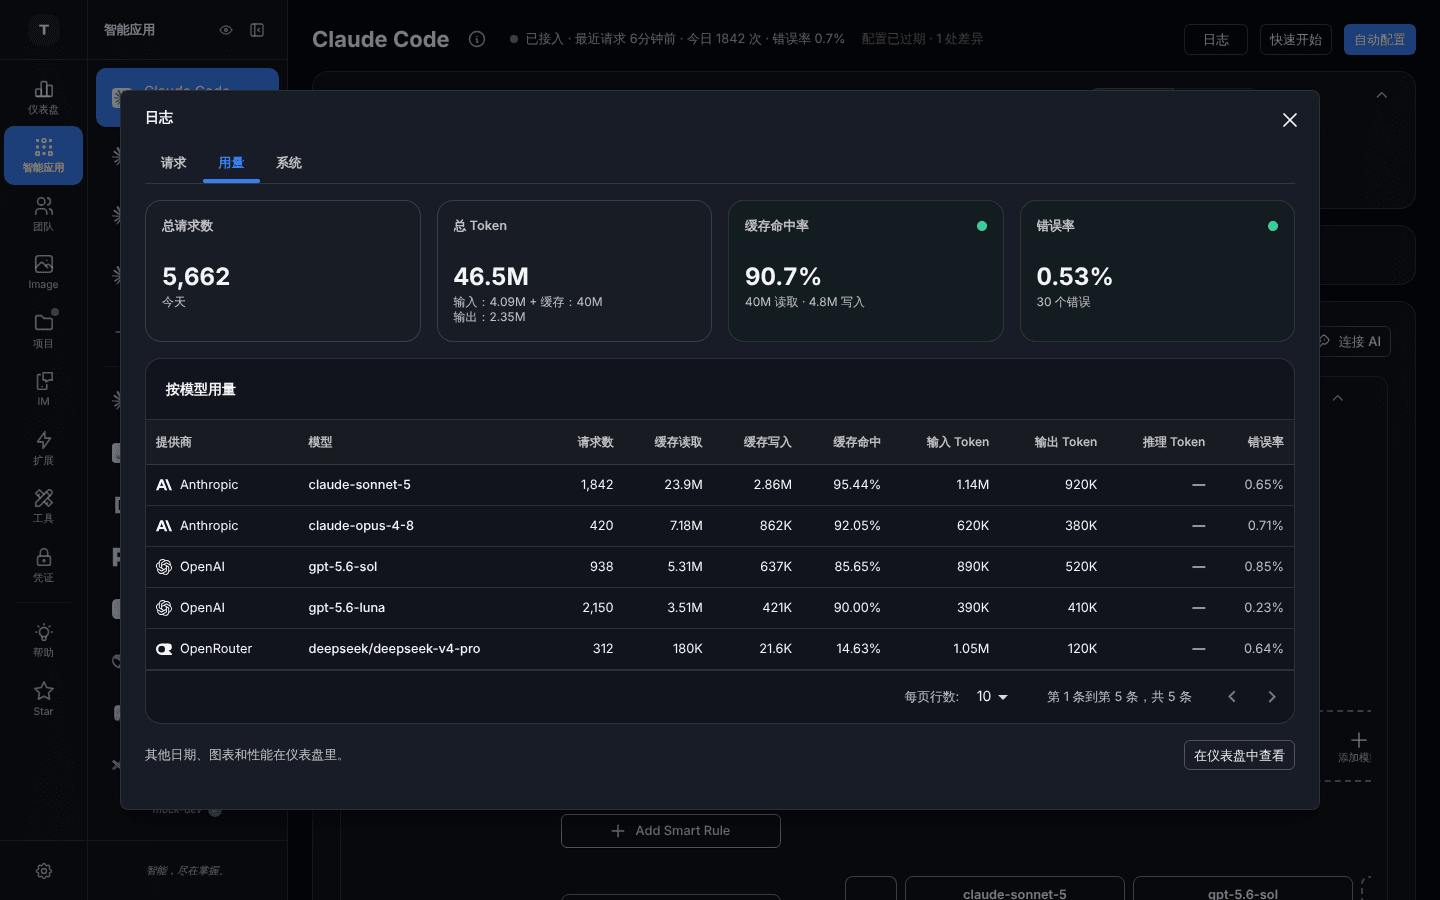 T
智能应用
Claude Code
已接入 · 最近请求 6分钟前 · 今日 1842 次 · 错误率 0.7%
配置已过期 · 1 处差异
日志
快速开始
自动配置
仪表盘
智能应用
团队
Image
项目
IM
扩展
工具
凭证
帮助
Star
Claude Code
日志
请求
用量
系统
总请求数
5,662
今天
总 Token
46.5M
输入：4.09M + 缓存：40M
输出：2.35M
缓存命中率
90.7%
40M 读取 · 4.8M 写入
错误率
0.53%
30 个错误
按模型用量
提供商 模型 请求数 缓存读取 缓存写入 缓存命中 输入 Token 输出 Token 推理 Token 错误率
Anthropic claude-sonnet-5 1,842 23.9M 2.86M 95.44% 1.14M 920K — 0.65%
Anthropic claude-opus-4-8 420 7.18M 862K 92.05% 620K 380K — 0.71%
OpenAI gpt-5.6-sol 938 5.31M 637K 85.65% 890K 520K — 0.85%
OpenAI gpt-5.6-luna 2,150 3.51M 421K 90.00% 390K 410K — 0.23%
OpenRouter deepseek/deepseek-v4-pro 312 180K 21.6K 14.63% 1.05M 120K — 0.64%
每页行数: 10 第 1 条到第 5 条，共 5 条
其他日期、图表和性能在仪表盘里。
在仪表盘中查看
连接 AI
添加模
mock-dev
Add Smart Rule
智能，尽在掌握。
claude-sonnet-5
gpt-5.6-sol